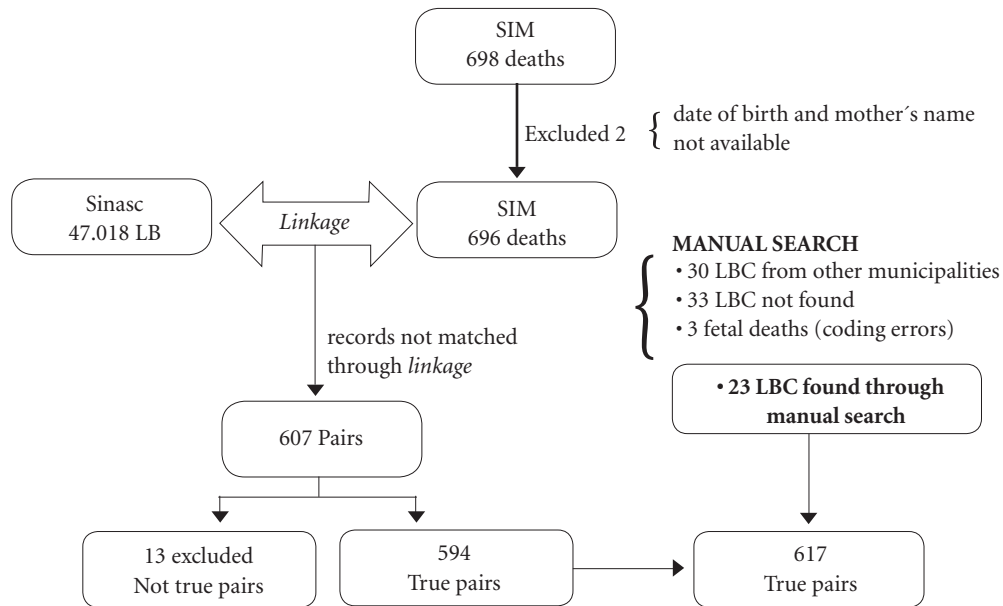 SIM
698 deaths
Excluded 2
date of birth and mother´s name
not available
Sinasc
47.018 LB
Linkage
SIM
696 deaths
MANUAL SEARCH
• 30 LBC from other municipalities
• 33 LBC not found
• 3 fetal deaths (coding errors)
records not matched
through linkage
• 23 LBC found through
manual search
607 Pairs
13 excluded
Not true pairs
594
True pairs
617
True pairs